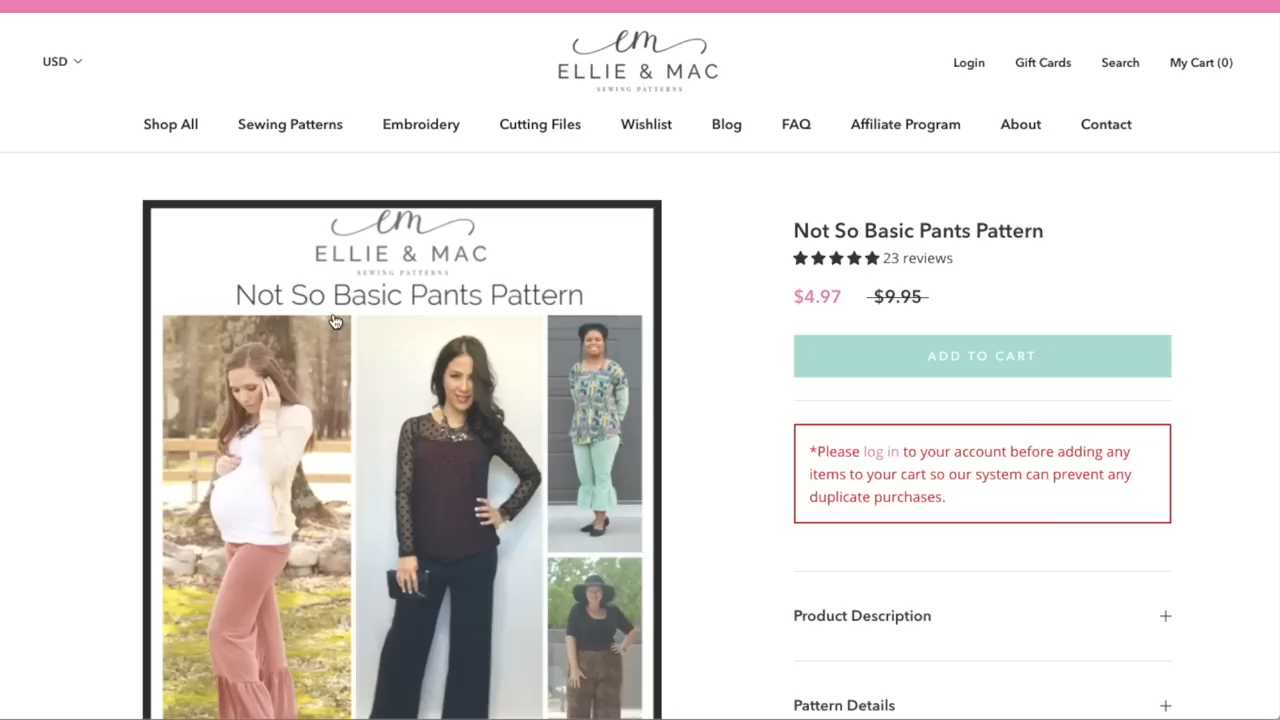 USD
em
ELLIE & MAC
SEWING PATTERNS
Login
Gift Cards
Search
My Cart (0)
Shop All
Sewing Patterns
Embroidery
Cutting Files
Wishlist
Blog
FAQ
Affiliate Program
About
Contact
em
ELLIE & MAC
SEWING PATTERNS
Not So Basic Pants Pattern
Not So Basic Pants Pattern
23 reviews
$4.97 $9.95
ADD TO CART
*Please log in to your account before adding any
items to your cart so our system can prevent any
duplicate purchases.
Product Description
Pattern Details